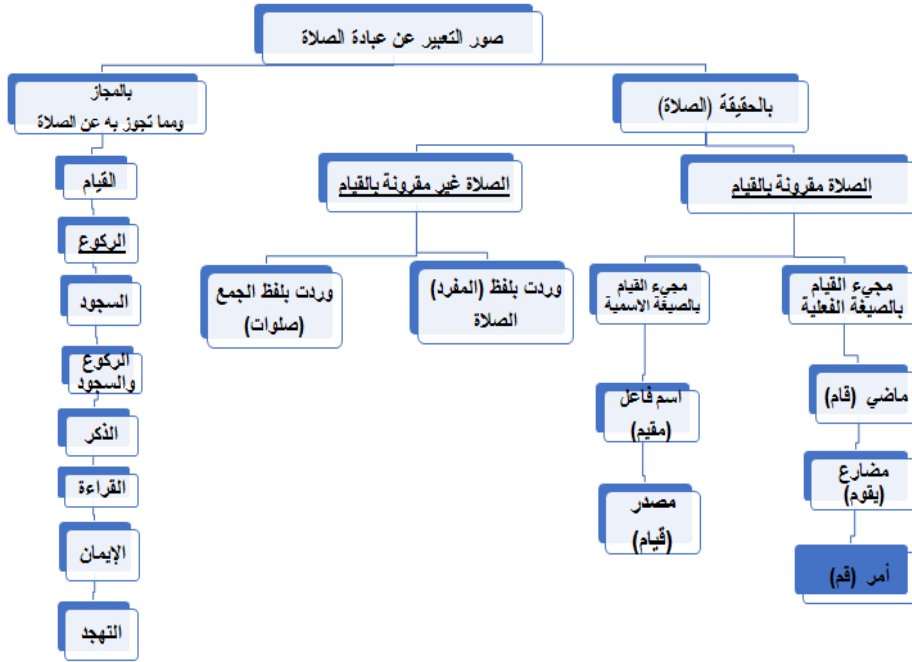 صور التعبير عن عبادة الصلاة
بالحقيقة (الصلاة)
بالمجاز
ومما تجوز به عن الصلاة
الصلاة مقرونة بالقيام
الصلاة غير مقرونة بالقيام
مجيء القيام
بالصيغة الفعلية
مجيء القيام
بالصيغة الاسمية
وردت بلفظ (المفرد)
الصلاة
وردت بلفظ الجمع
(صلوات)
ماضي (قام)
مضارع
(يقوم)
أمر (قم)
اسم فاعل
(مقيم)
مصدر
(قيام)
القيام
الركوع
السجود
الركوع
والسجود
الذكر
القراءة
الإيمان
التهجد